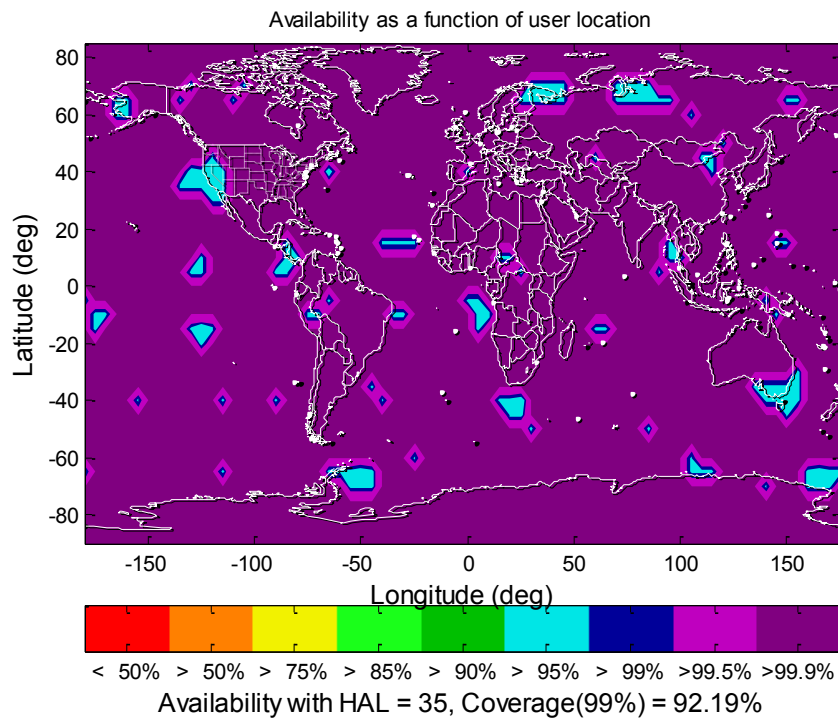 Availability as a function of user location
80
60
40
20
0
-20
-40
-60
-80
Latitude (deg)
-150 -100 -50 0 50 100 150
Longitude (deg)
< 50% > 50% > 75% > 85% > 90% > 95% > 99% >99.5% >99.9%
Availability with HAL = 35, Coverage(99%) = 92.19%